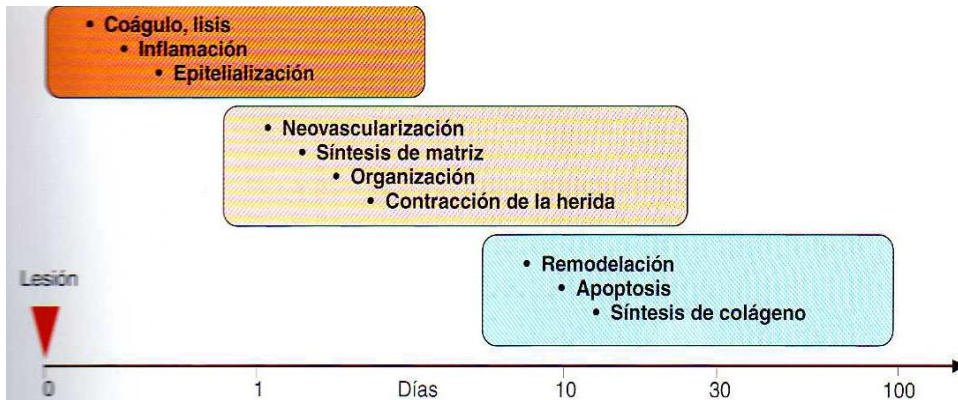 • Coágulo, lisis
• Inflamación
• Epitelialización
• Neovascularización
• Síntesis de matriz
• Organización
• Contracción de la herida
• Remodelación
• Apoptosis
• Síntesis de colágeno
Lesión
0 1 Días 10 30 100